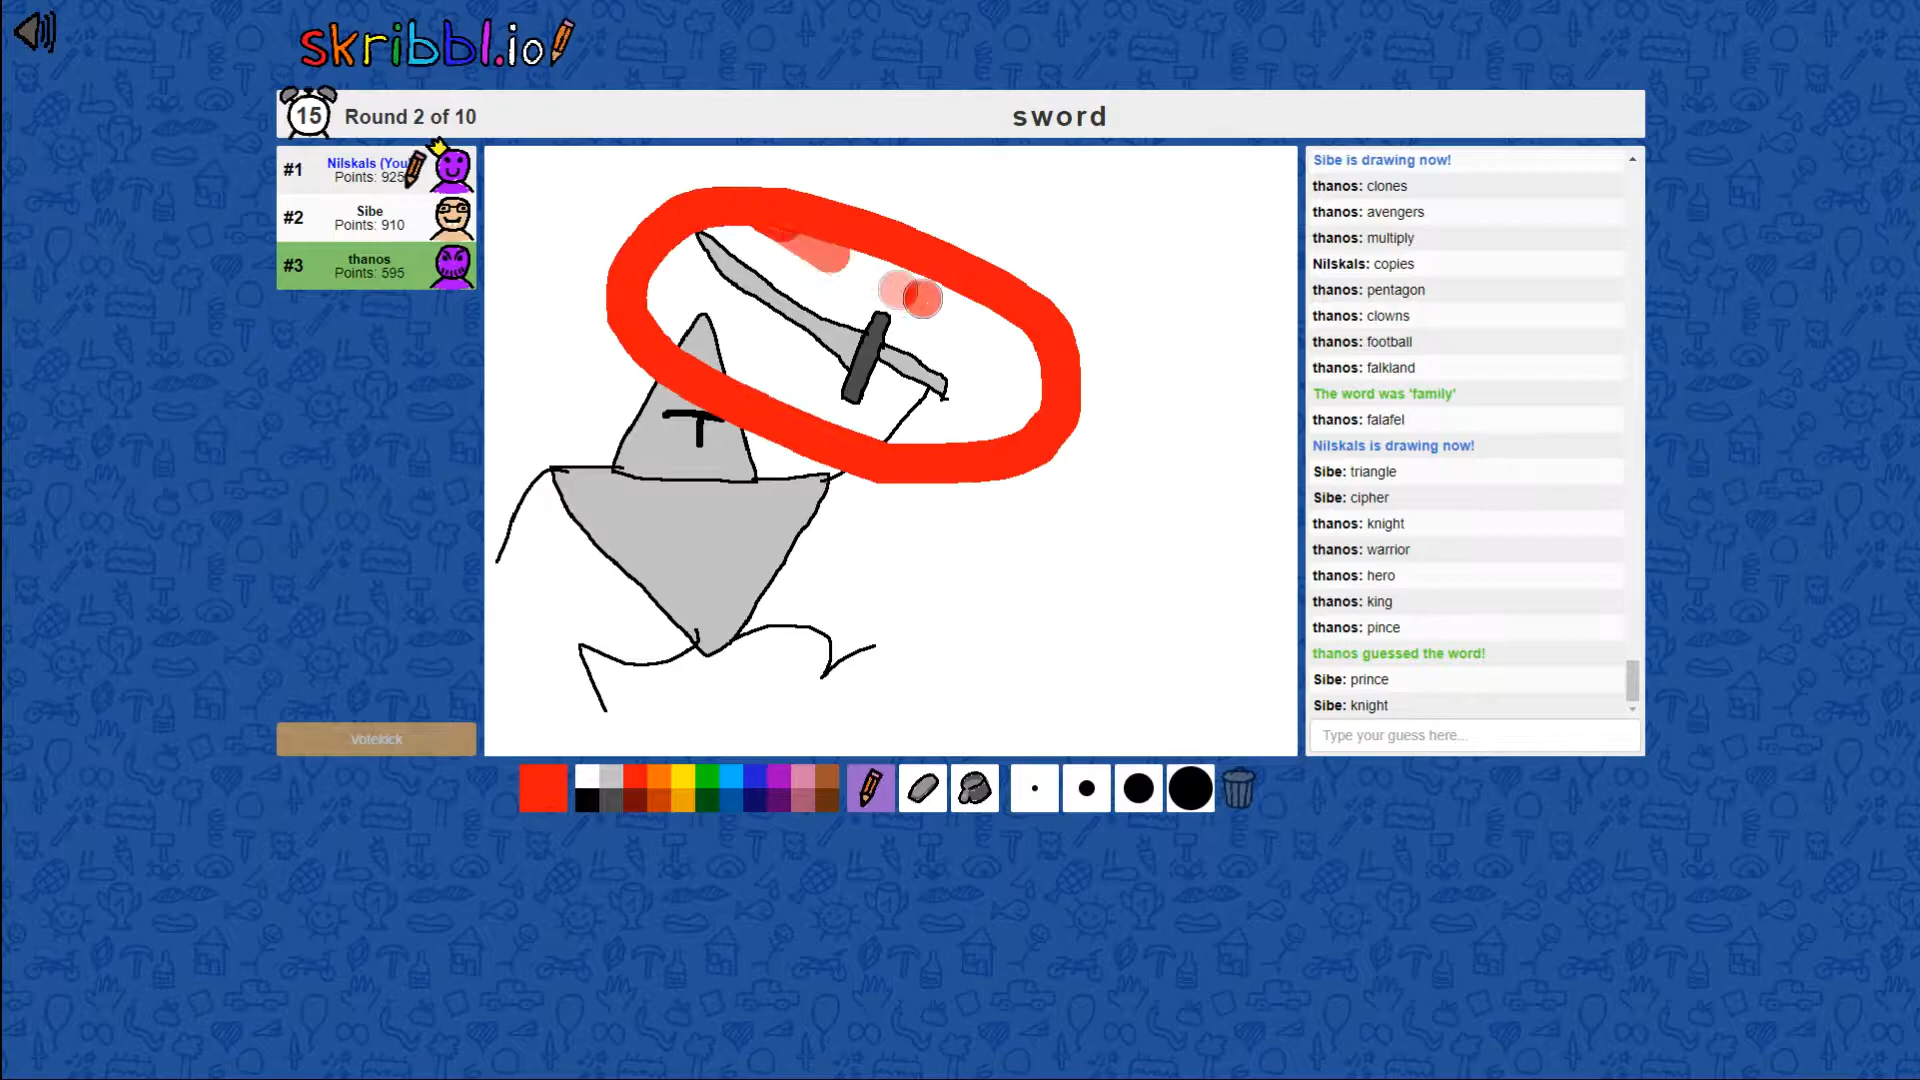 skribbl.io
15
Round 2 of 10
sword
#1
Nilskals (You
Points: 925
#2
Sibe
Points: 910
#3
thanos
Points: 595
Votekick
Sibe is drawing now!
thanos: clones
thanos: avengers
thanos: multiply
Nilskals: copies
thanos: pentagon
thanos: clowns
thanos: football
thanos: falkland
The word was 'family'
thanos: falafel
Nilskals is drawing now!
Sibe: triangle
Sibe: cipher
thanos: knight
thanos: warrior
thanos: hero
thanos: king
thanos: pince
thanos guessed the word!
Sibe: prince
Sibe: knight
Type your guess here...